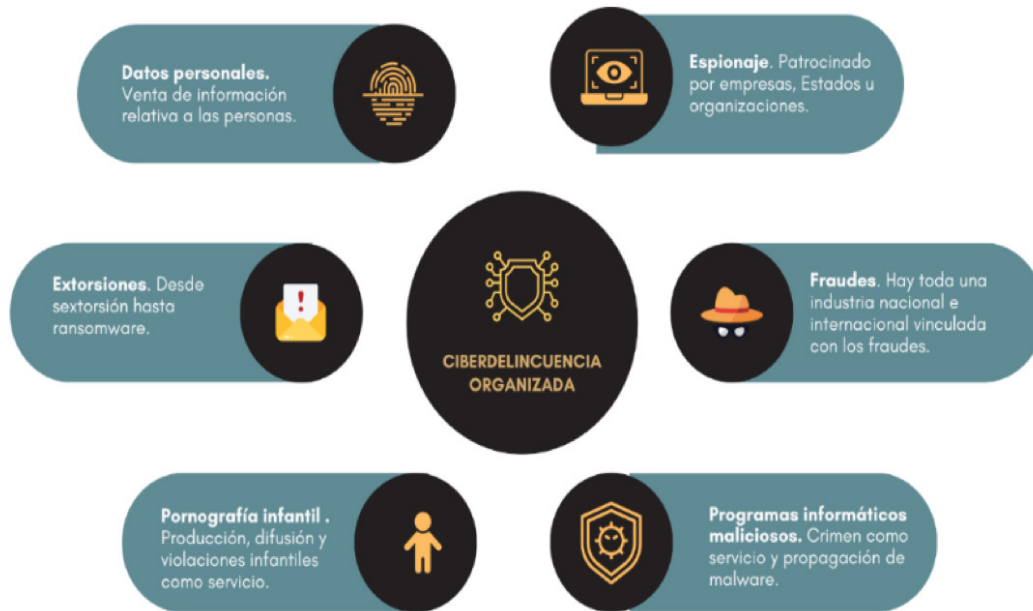 Datos personales.
Venta de información
relativa a las personas.
Espionaje. Patrocinado
por empresas, Estados u
organizaciones.
Extorsiones. Desde
sextorsión hasta
ransomware.
CIBERDELINCUENCIA
ORGANIZADA
Fraudes. Hay toda una
industria nacional e
internacional vinculada
con los fraudes.
Pornografía infantil .
Producción, difusión y
violaciones infantiles
como servicio.
Programas informáticos
maliciosos. Crimen como
servicio y propagación de
malware.